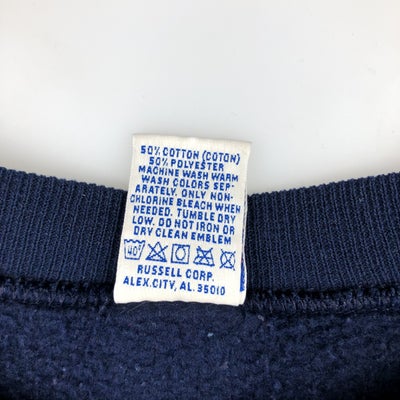 50% COTTON (COTON)
50% POLYESTER
MACHINE WASH WARM
WASH COLORS SEP-
ARATELY. ONLY NON-
CHLORINE BLEACH WHEN
NEEDED. TUMBLE DRY
LOW. DO NOT IRON OR
DRY CLEAN EMBLEM
40°
RUSSELL CORP.
ALEX.CITY, AL. 35010